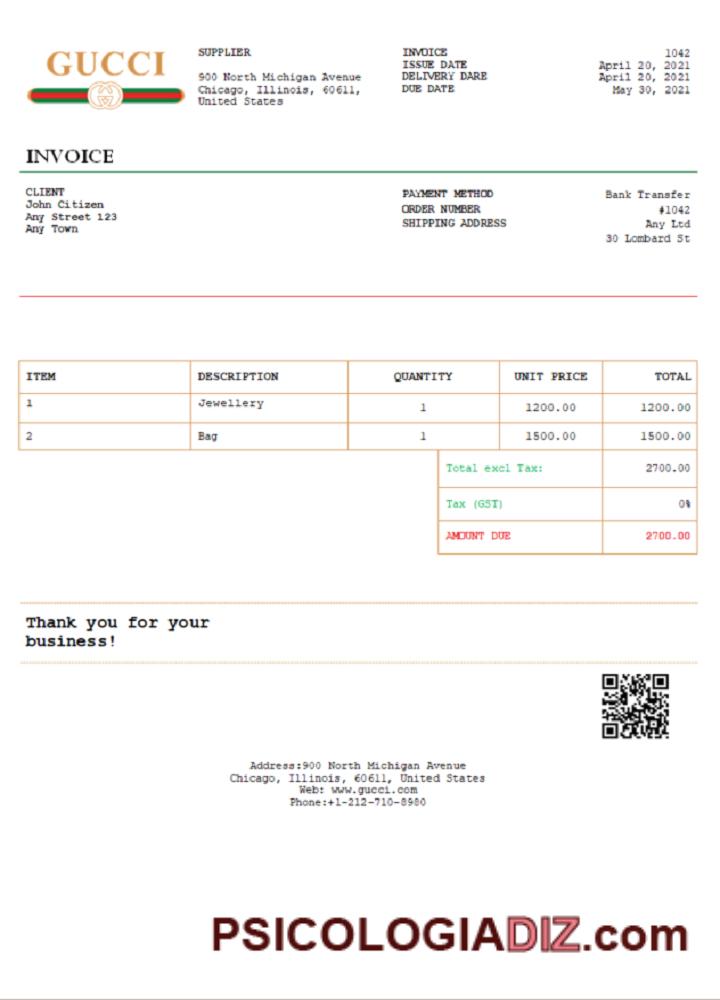 GUCCI
SUPPLIER
900 North Michigan Avenue
Chicago, Illinois, 60611,
United States
INVOICE 1042
ISSUE DATE April 20, 2021
DELIVERY DARE April 20, 2021
DUE DATE May 30, 2021
INVOICE
CLIENT
John Citizen
Any Street 123
Any Town
PAYMENT METHOD Bank Transfer
ORDER NUMBER #1042
SHIPPING ADDRESS Any Ltd
30 Lombard St
ITEM DESCRIPTION QUANTITY UNIT PRICE TOTAL
1 Jewellery 1 1200.00 1200.00
2 Bag 1 1500.00 1500.00
Total excl Tax: 2700.00
Tax (GST) 0%
AMOUNT DUE 2700.00
Thank you for your
business!
Address:900 North Michigan Avenue
Chicago, Illinois, 60611, United States
Web: www.gucci.com
Phone:+1-212-710-8980
PSICOLOGIADIZ.com